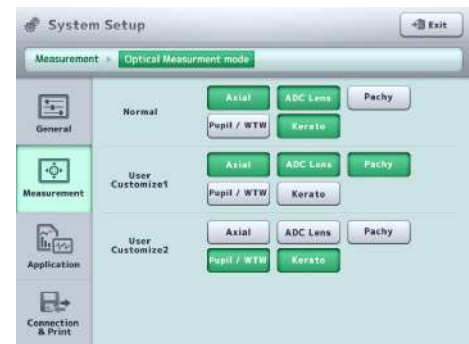 System Setup
Exit
Measurement
Optical Measurment mode
General
Measurement
Application
Connection
& Print
Normal
Axial ADC Lens Pachy
Pupil / WTW Kerato
User
Customize1
Axial ADC Lens Pachy
Pupil / WTW Kerato
User
Customize2
Axial ADC Lens Pachy
Pupil / WTW Kerato